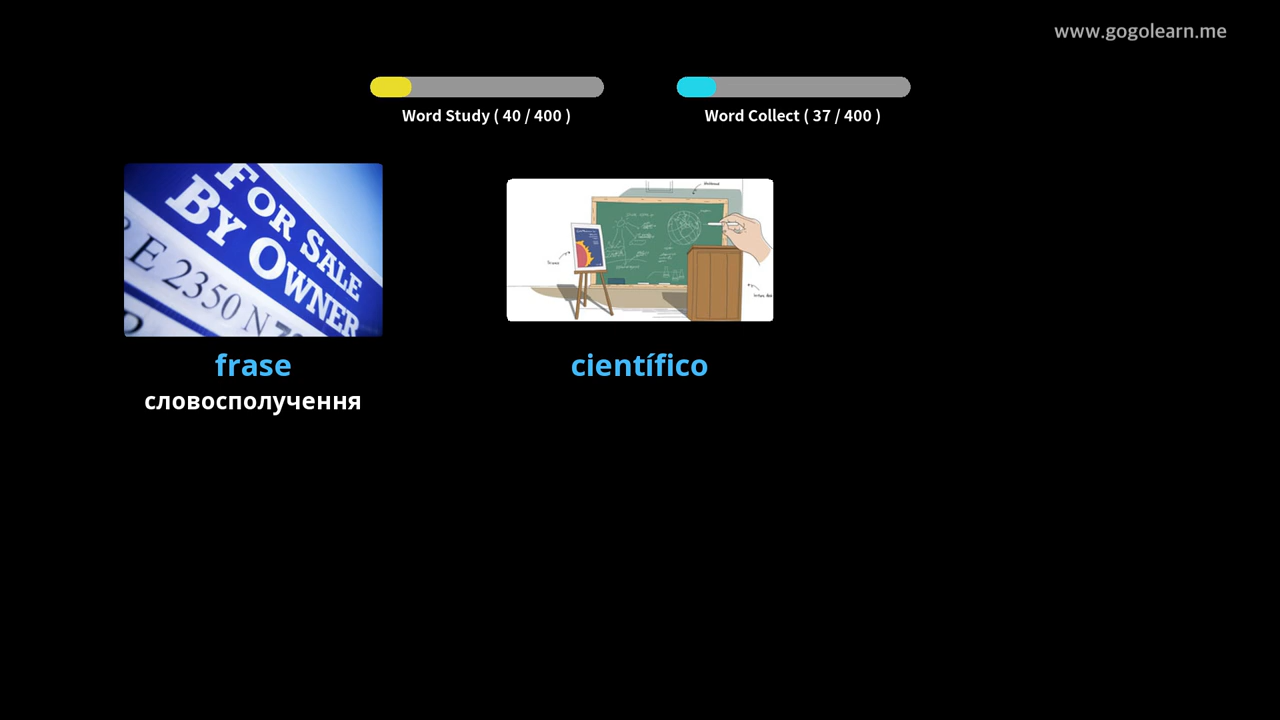 www.gogolearn.me
Word Study ( 40 / 400 )
Word Collect ( 37 / 400 )
FOR SALE
BY OWNER
E 2350 N
frase
científico
словосполучення